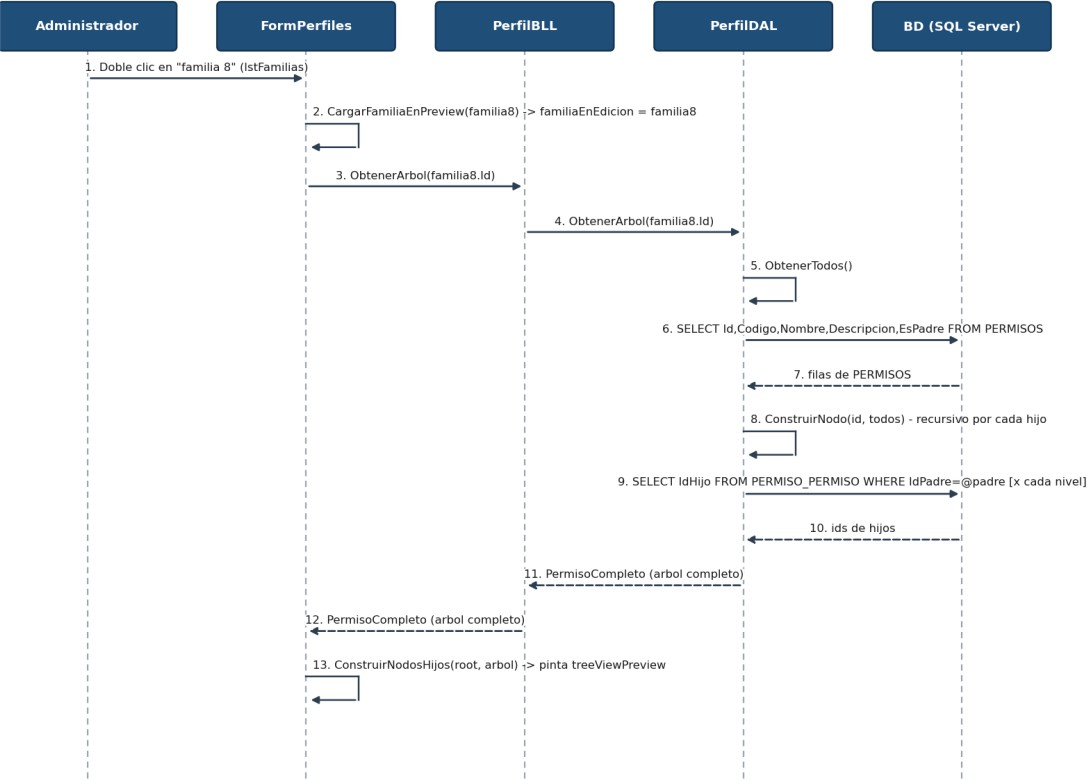 Administrador
FormPerfiles
PerfilBLL
PerfilDAL
BD (SQL Server)
1. Doble clic en "familia 8" (lstFamilias)
2. CargarFamiliaEnPreview(familia8) -> familiaEnEdicion = familia8
3. ObtenerArbol(familia8.Id)
4. ObtenerArbol(familia8.Id)
5. ObtenerTodos()
6. SELECT Id,Codigo,Nombre,Descripcion,EsPadre FROM PERMISOS
7. filas de PERMISOS
8. ConstruirNodo(id, todos) - recursivo por cada hijo
9. SELECT IdHijo FROM PERMISO_PERMISO WHERE IdPadre=@padre [x cada nivel]
10. ids de hijos
11. PermisoCompleto (arbol completo)
12. PermisoCompleto (arbol completo)
13. ConstruirNodosHijos(root, arbol) -> pinta treeViewPreview